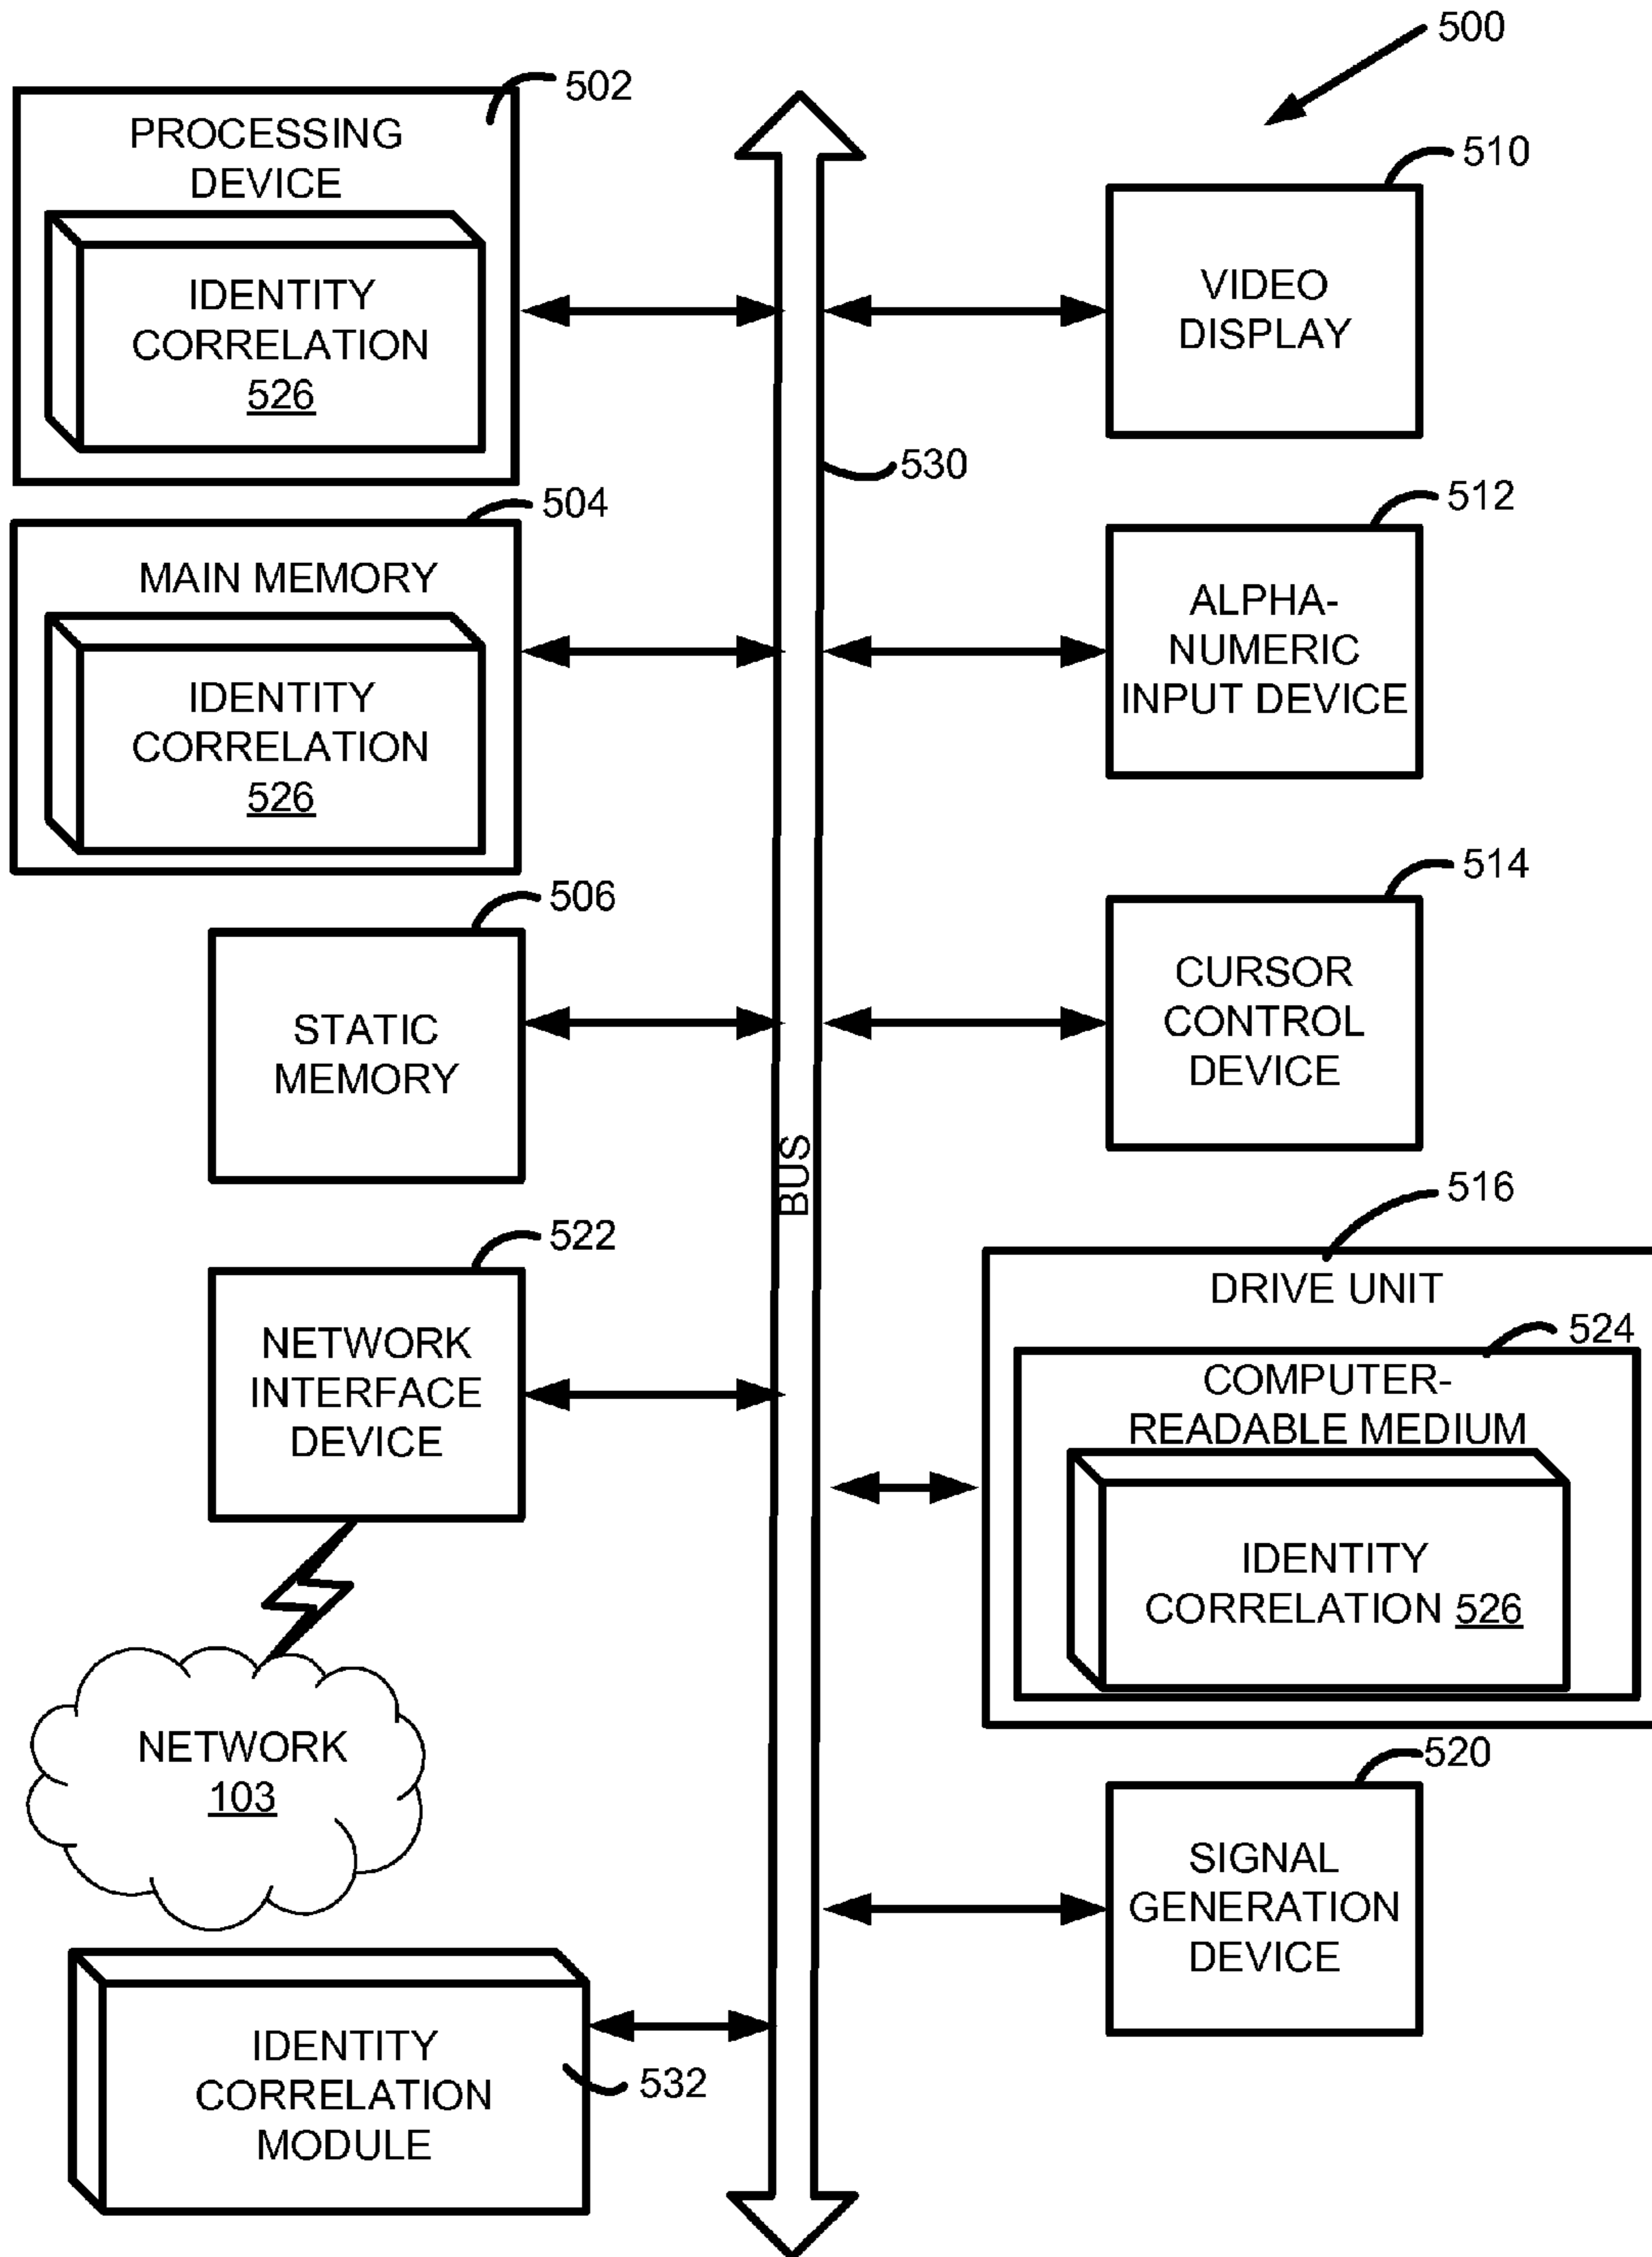 500
502
PROCESSING
DEVICE
IDENTITY
CORRELATION
526
504
MAIN MEMORY
IDENTITY
CORRELATION
526
506
STATIC
MEMORY
522
NETWORK
INTERFACE
DEVICE
NETWORK
103
IDENTITY
CORRELATION
MODULE
532
530
BUS
510
VIDEO
DISPLAY
512
ALPHA-
NUMERIC
INPUT DEVICE
514
CURSOR
CONTROL
DEVICE
516
DRIVE UNIT
524
COMPUTER-
READABLE MEDIUM
IDENTITY
CORRELATION 526
520
SIGNAL
GENERATION
DEVICE